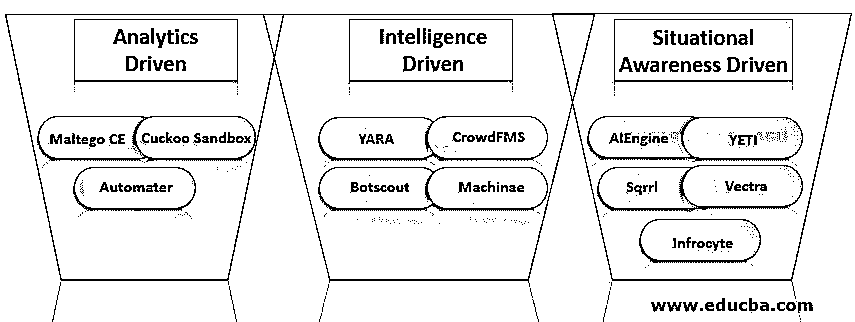 Analytics
Driven
Maltego CE
Cuckoo Sandbox
Automater
Intelligence
Driven
YARA
CrowdFMS
Botscout
Machinae
Situational
Awareness Driven
AIEngine
YETI
Sqrrl
Vectra
Infrocyte
www.educba.com